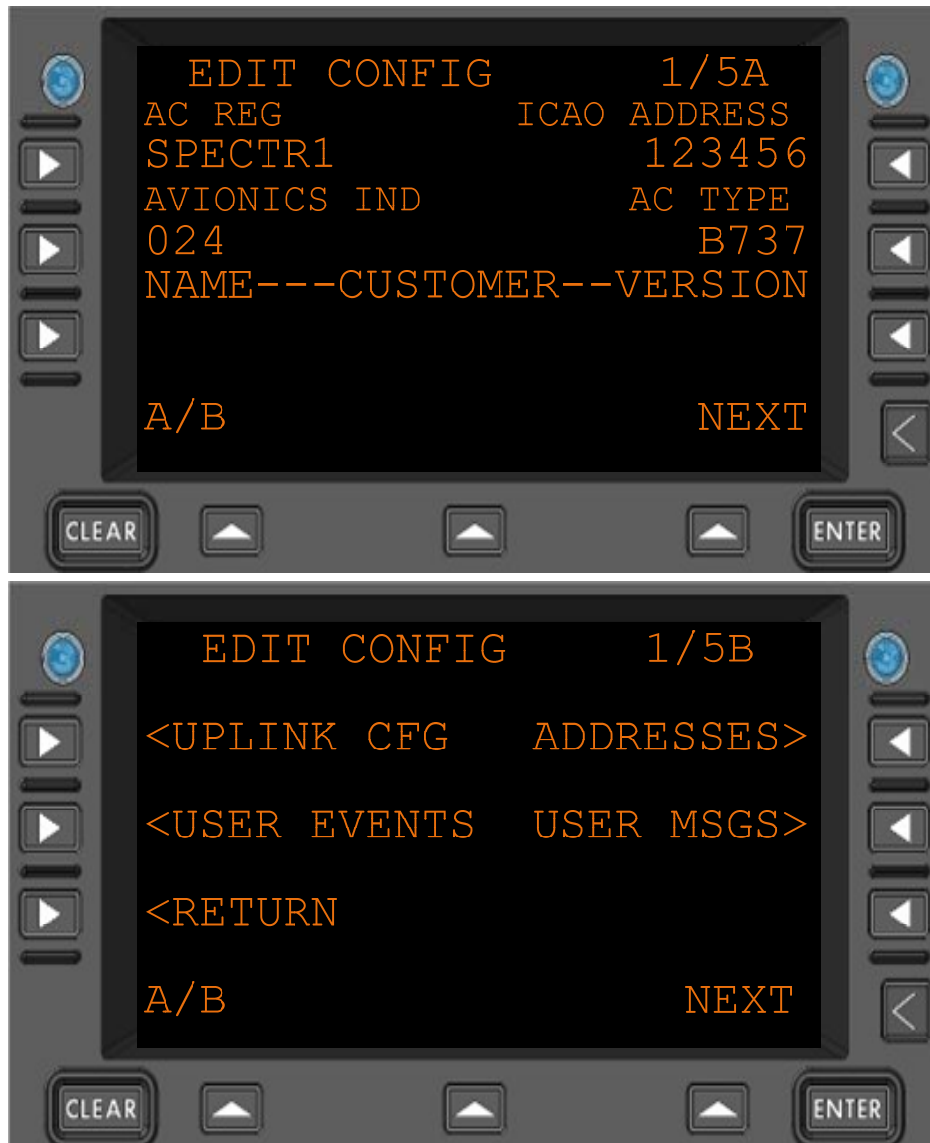 EDIT CONFIG 1/5A
AC REG ICAO ADDRESS
SPECTR1 123456
AVIONICS IND AC TYPE
024 B737
NAME---CUSTOMER--VERSION
A/B NEXT
CLEAR ENTER
EDIT CONFIG 1/5B
<UPLINK CFG ADDRESSES>
<USER EVENTS USER MSGS>
<RETURN
A/B NEXT
CLEAR ENTER